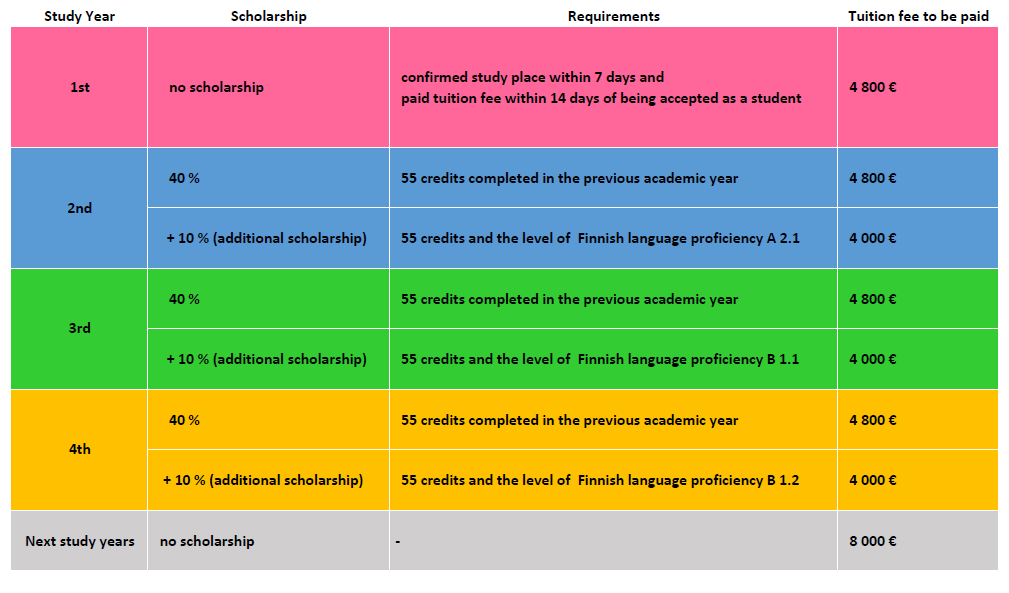 Study Year Scholarship Requirements Tuition fee to be paid
1st no scholarship confirmed study place within 7 days and
paid tuition fee within 14 days of being accepted as a student 4 800 €
2nd 40 % 55 credits completed in the previous academic year 4 800 €
+ 10 % (additional scholarship) 55 credits and the level of Finnish language proficiency A 2.1 4 000 €
3rd 40 % 55 credits completed in the previous academic year 4 800 €
+ 10 % (additional scholarship) 55 credits and the level of Finnish language proficiency B 1.1 4 000 €
4th 40 % 55 credits completed in the previous academic year 4 800 €
+ 10 % (additional scholarship) 55 credits and the level of Finnish language proficiency B 1.2 4 000 €
Next study years no scholarship - 8 000 €